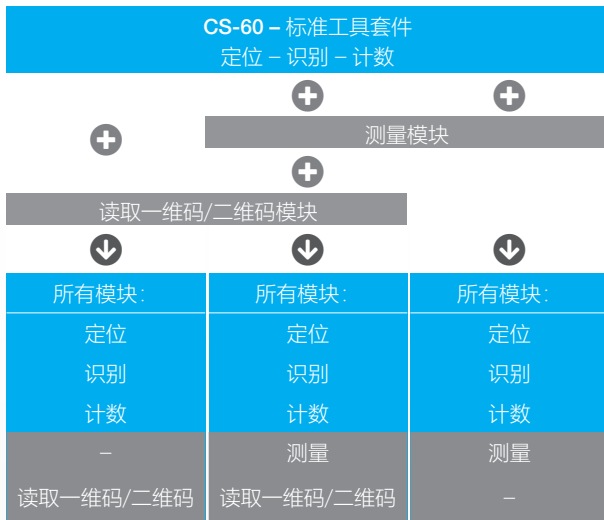 CS-60 – 标准工具套件
定位 – 识别 – 计数
测量模块
读取一维码/二维码模块
所有模块: 所有模块: 所有模块:
定位 定位 定位
识别 识别 识别
计数 计数 计数
– 测量 测量
读取一维码/二维码 读取一维码/二维码 –